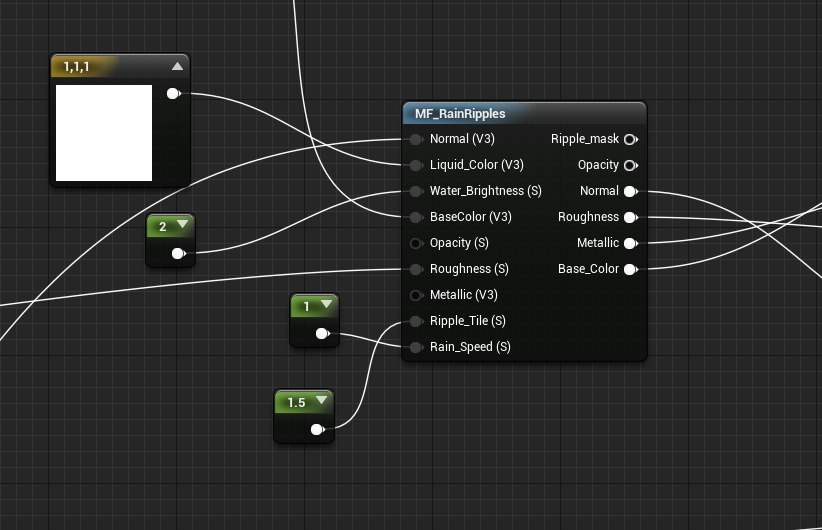 1,1,1
MF_RainRipples
Normal (V3) Ripple_mask
Liquid_Color (V3) Opacity
Water_Brightness (S) Normal
BaseColor (V3) Roughness
Opacity (S) Metallic
Roughness (S) Base_Color
Metallic (V3)
Ripple_Tile (S)
Rain_Speed (S)
2
1
1.5